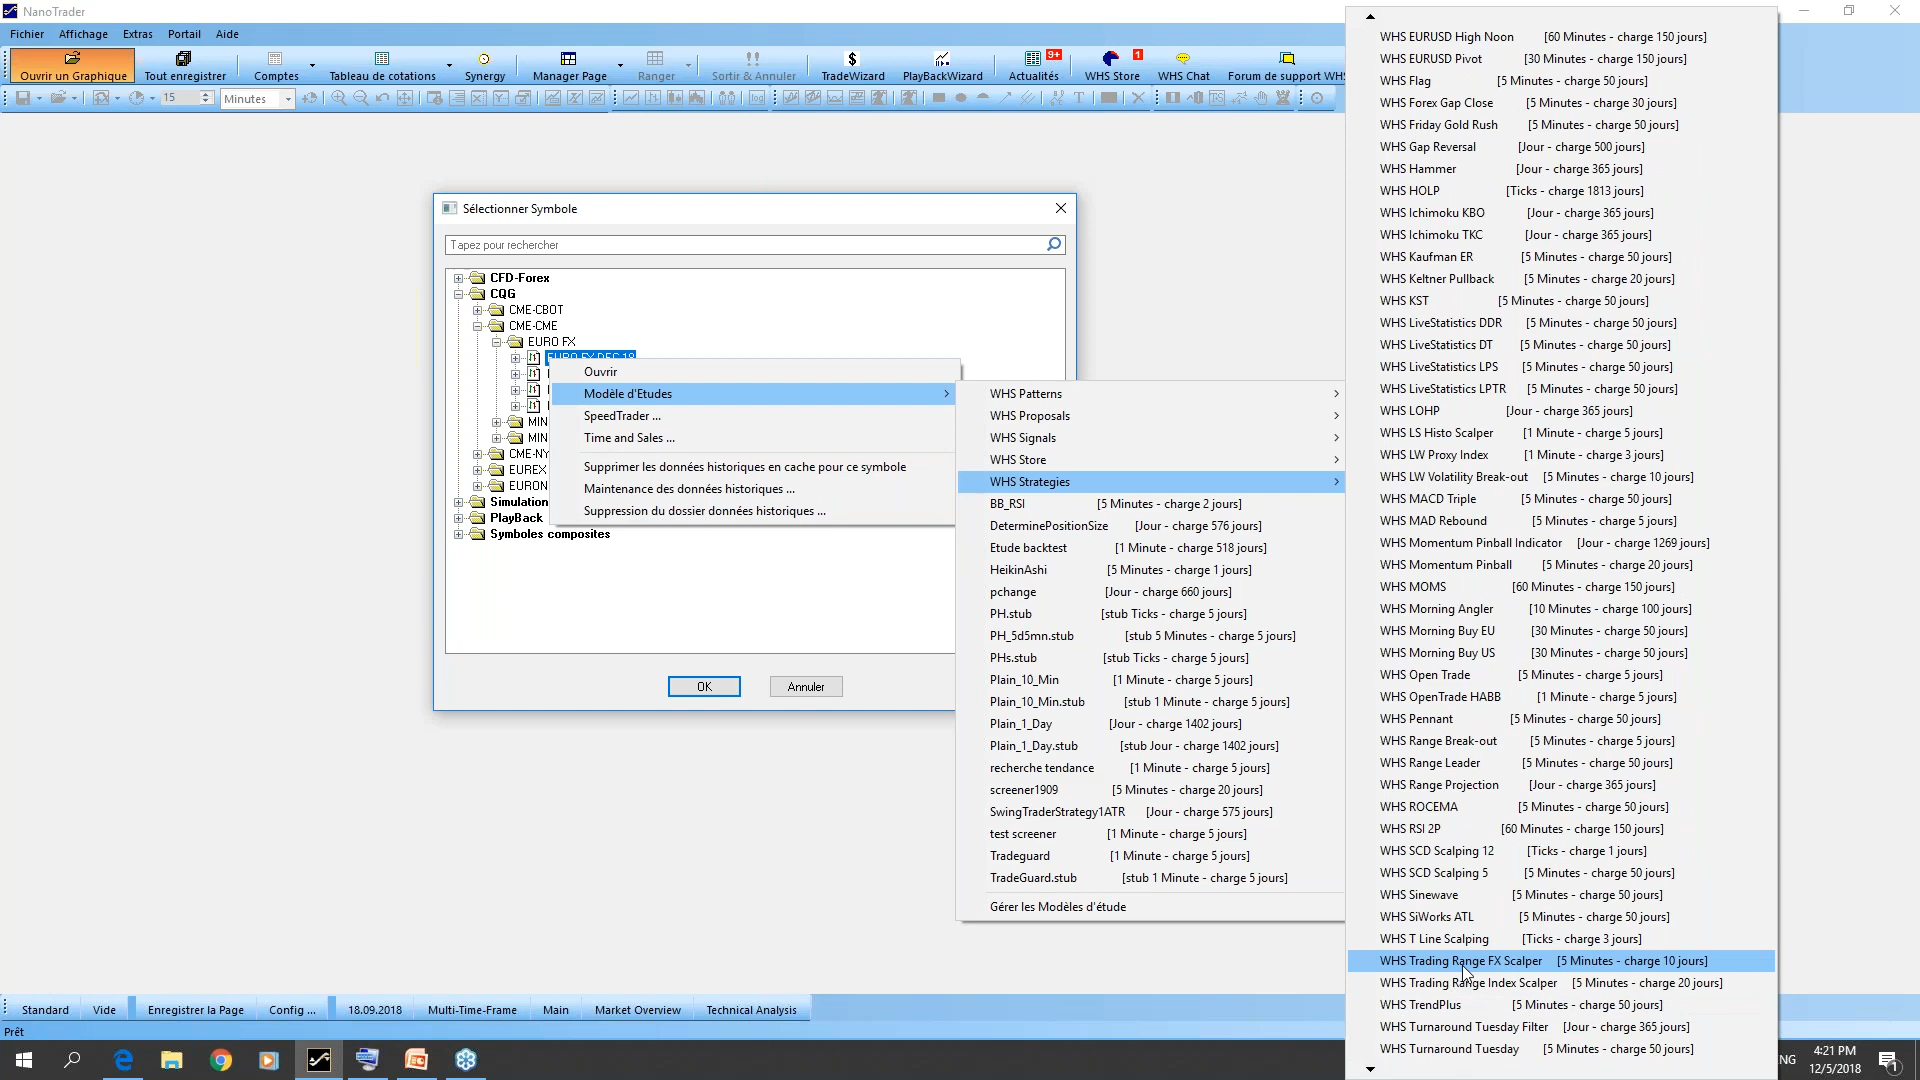 NanoTrader
Fichier Affichage Extras Portail Aide
Ouvrir un Graphique Tout enregistrer Comptes Tableau de cotations Synergy Manager Page Ranger Sortir & Annuler TradeWizard PlayBackWizard Actualités 9+ WHS Store 1 WHS Chat Forum de support WHS
15 Minutes
Sélectionner Symbole
Tapez pour rechercher
CFD-Forex
CQG
CME-CBOT
CME-CME
EURO FX
EURO FX DEC 18
MIN
MIN
CME-NY
EUREX
EURON
Simulation
PlayBack
Symboles composites
OK Annuler
Ouvrir
Modèle d'Etudes
SpeedTrader ...
Time and Sales ...
Supprimer les données historiques en cache pour ce symbole
Maintenance des données historiques ...
Suppression du dossier données historiques ...
WHS Patterns
WHS Proposals
WHS Signals
WHS Store
WHS Strategies
BB_RSI [5 Minutes - charge 2 jours]
DeterminePositionSize [Jour - charge 576 jours]
Etude backtest [1 Minute - charge 518 jours]
HeikinAshi [5 Minutes - charge 1 jours]
pchange [Jour - charge 660 jours]
PH.stub [stub Ticks - charge 5 jours]
PH_5d5mn.stub [stub 5 Minutes - charge 5 jours]
PHs.stub [stub Ticks - charge 5 jours]
Plain_10_Min [1 Minute - charge 5 jours]
Plain_10_Min.stub [stub 1 Minute - charge 5 jours]
Plain_1_Day [Jour - charge 1402 jours]
Plain_1_Day.stub [stub Jour - charge 1402 jours]
recherche tendance [1 Minute - charge 5 jours]
screener1909 [5 Minutes - charge 20 jours]
SwingTraderStrategy1ATR [Jour - charge 575 jours]
test screener [1 Minute - charge 5 jours]
Tradeguard [1 Minute - charge 5 jours]
TradeGuard.stub [stub 1 Minute - charge 5 jours]
Gérer les Modèles d'étude
WHS EURUSD High Noon [60 Minutes - charge 150 jours]
WHS EURUSD Pivot [30 Minutes - charge 150 jours]
WHS Flag [5 Minutes - charge 50 jours]
WHS Forex Gap Close [5 Minutes - charge 30 jours]
WHS Friday Gold Rush [5 Minutes - charge 50 jours]
WHS Gap Reversal [Jour - charge 500 jours]
WHS Hammer [Jour - charge 365 jours]
WHS HOLP [Ticks - charge 1813 jours]
WHS Ichimoku KBO [Jour - charge 365 jours]
WHS Ichimoku TKC [Jour - charge 365 jours]
WHS Kaufman ER [5 Minutes - charge 50 jours]
WHS Keltner Pullback [5 Minutes - charge 20 jours]
WHS KST [5 Minutes - charge 50 jours]
WHS LiveStatistics DDR [5 Minutes - charge 50 jours]
WHS LiveStatistics DT [5 Minutes - charge 50 jours]
WHS LiveStatistics LPS [5 Minutes - charge 50 jours]
WHS LiveStatistics LPTR [5 Minutes - charge 50 jours]
WHS LOHP [Jour - charge 365 jours]
WHS LS Histo Scalper [1 Minute - charge 5 jours]
WHS LW Proxy Index [1 Minute - charge 3 jours]
WHS LW Volatility Break-out [5 Minutes - charge 10 jours]
WHS MACD Triple [5 Minutes - charge 50 jours]
WHS MAD Rebound [5 Minutes - charge 5 jours]
WHS Momentum Pinball Indicator [Jour - charge 1269 jours]
WHS Momentum Pinball [5 Minutes - charge 20 jours]
WHS MOMS [60 Minutes - charge 150 jours]
WHS Morning Angler [10 Minutes - charge 100 jours]
WHS Morning Buy EU [30 Minutes - charge 50 jours]
WHS Morning Buy US [30 Minutes - charge 50 jours]
WHS Open Trade [5 Minutes - charge 5 jours]
WHS OpenTrade HABB [1 Minute - charge 5 jours]
WHS Pennant [5 Minutes - charge 50 jours]
WHS Range Break-out [5 Minutes - charge 5 jours]
WHS Range Leader [5 Minutes - charge 50 jours]
WHS Range Projection [Jour - charge 365 jours]
WHS ROCEMA [5 Minutes - charge 50 jours]
WHS RSI 2P [60 Minutes - charge 150 jours]
WHS SCD Scalping 12 [Ticks - charge 1 jours]
WHS SCD Scalping 5 [5 Minutes - charge 50 jours]
WHS Sinewave [5 Minutes - charge 50 jours]
WHS SiWorks ATL [5 Minutes - charge 50 jours]
WHS T Line Scalping [Ticks - charge 3 jours]
WHS Trading Range FX Scalper [5 Minutes - charge 10 jours]
WHS Trading Range Index Scalper [5 Minutes - charge 20 jours]
WHS TrendPlus [5 Minutes - charge 50 jours]
WHS Turnaround Tuesday Filter [Jour - charge 365 jours]
WHS Turnaround Tuesday [5 Minutes - charge 50 jours]
Standard Vide Enregistrer la Page Config ... 18.09.2018 Multi-Time-Frame Main Market Overview Technical Analysis
Prêt
NG 4:21 PM
12/5/2018 1